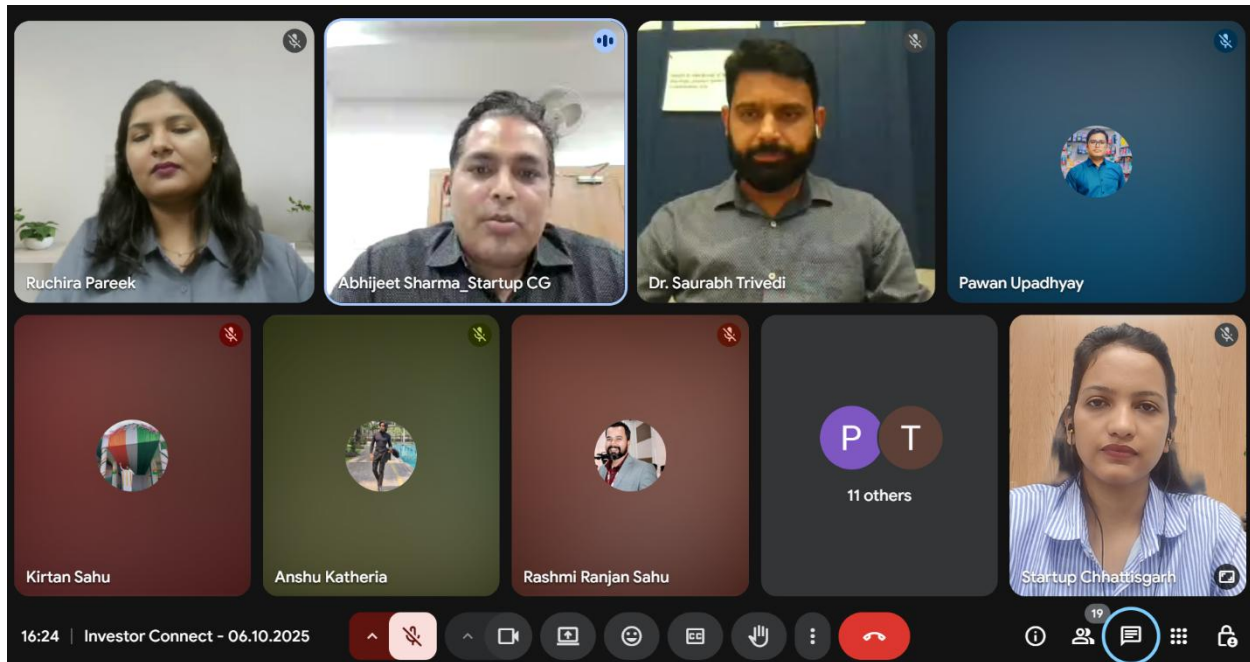 Ruchira Pareek
Abhijeet Sharma_Startup CG
Dr. Saurabh Trivedi
Pawan Upadhyay
Kirtan Sahu
Anshu Katheria
Rashmi Ranjan Sahu
P T
11 others
Startup Chhattisgarh
16:24 | Investor Connect - 06.10.2025
CC
19